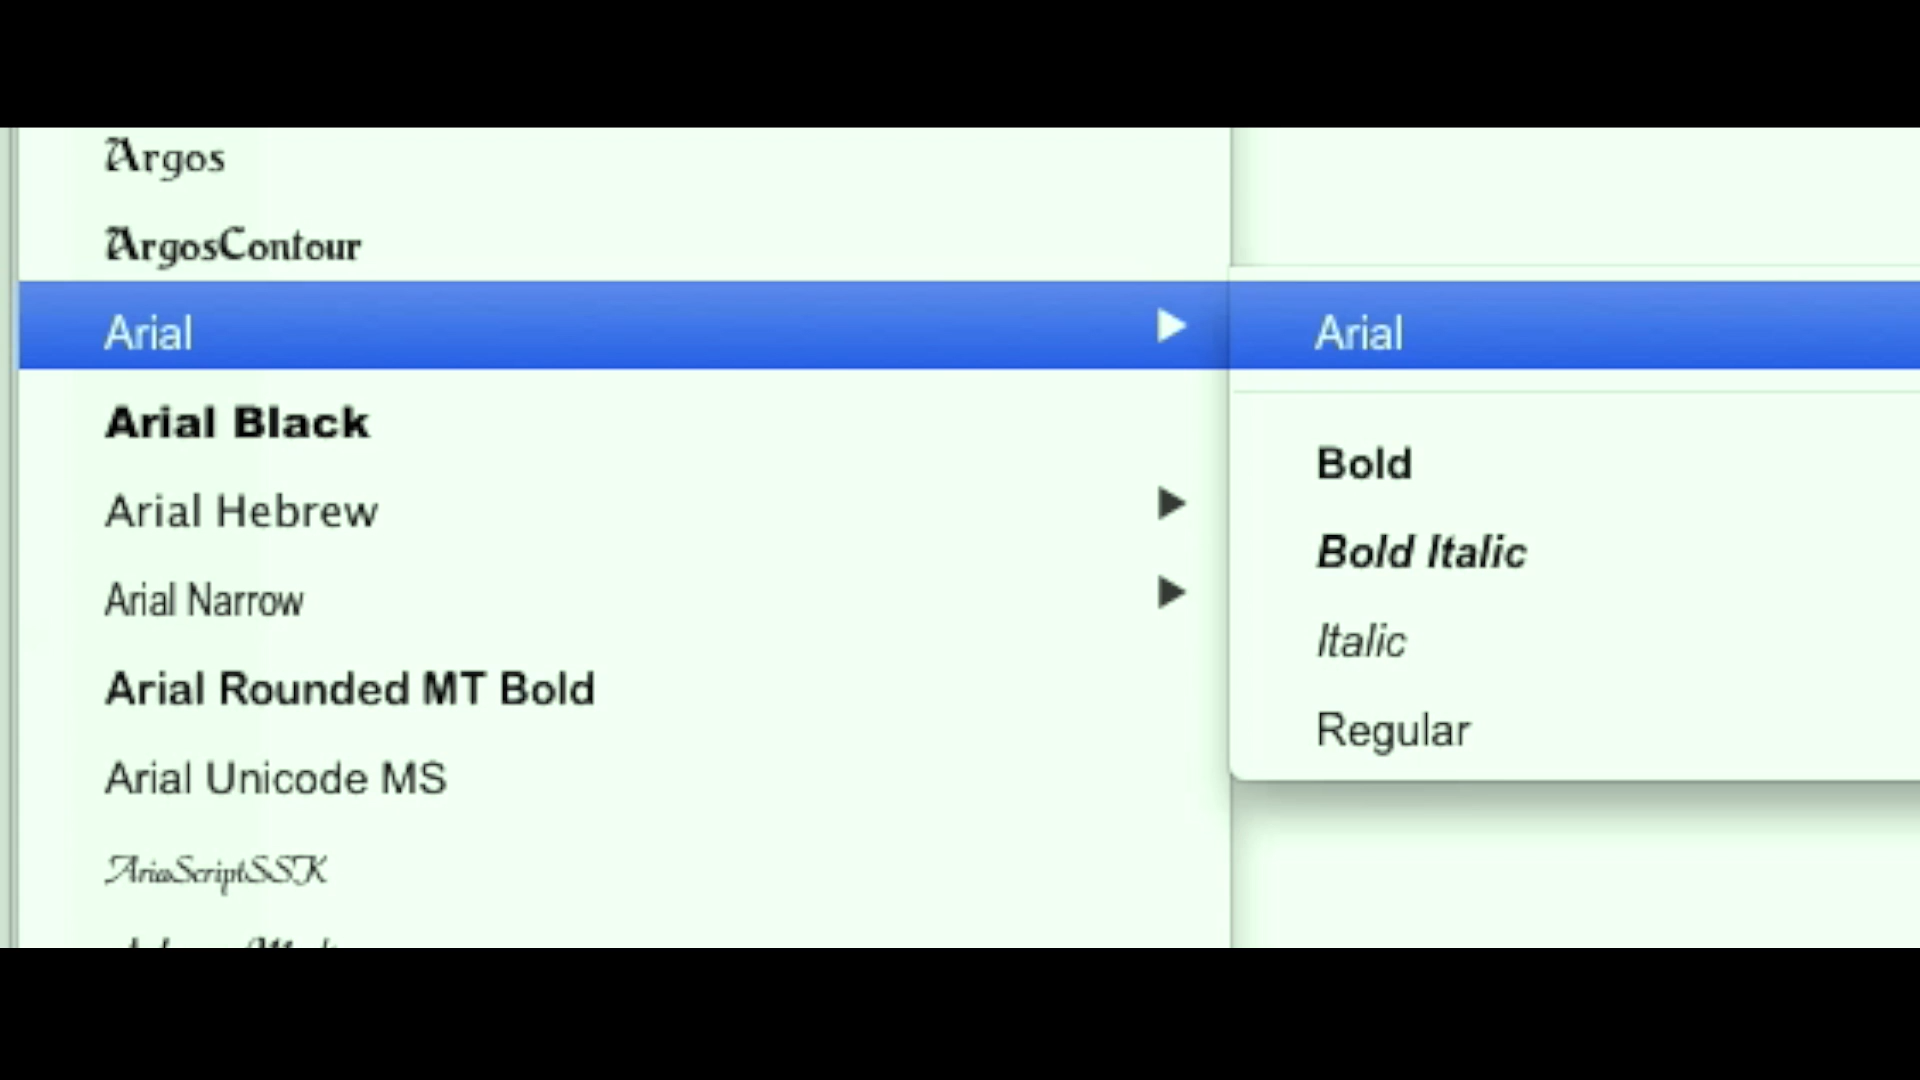 Argos
ArgosContour
Arial
Arial Black
Arial Hebrew
Arial Narrow
Arial Rounded MT Bold
Arial Unicode MS
AriaScriptSSK
Arial
Bold
Bold Italic
Italic
Regular